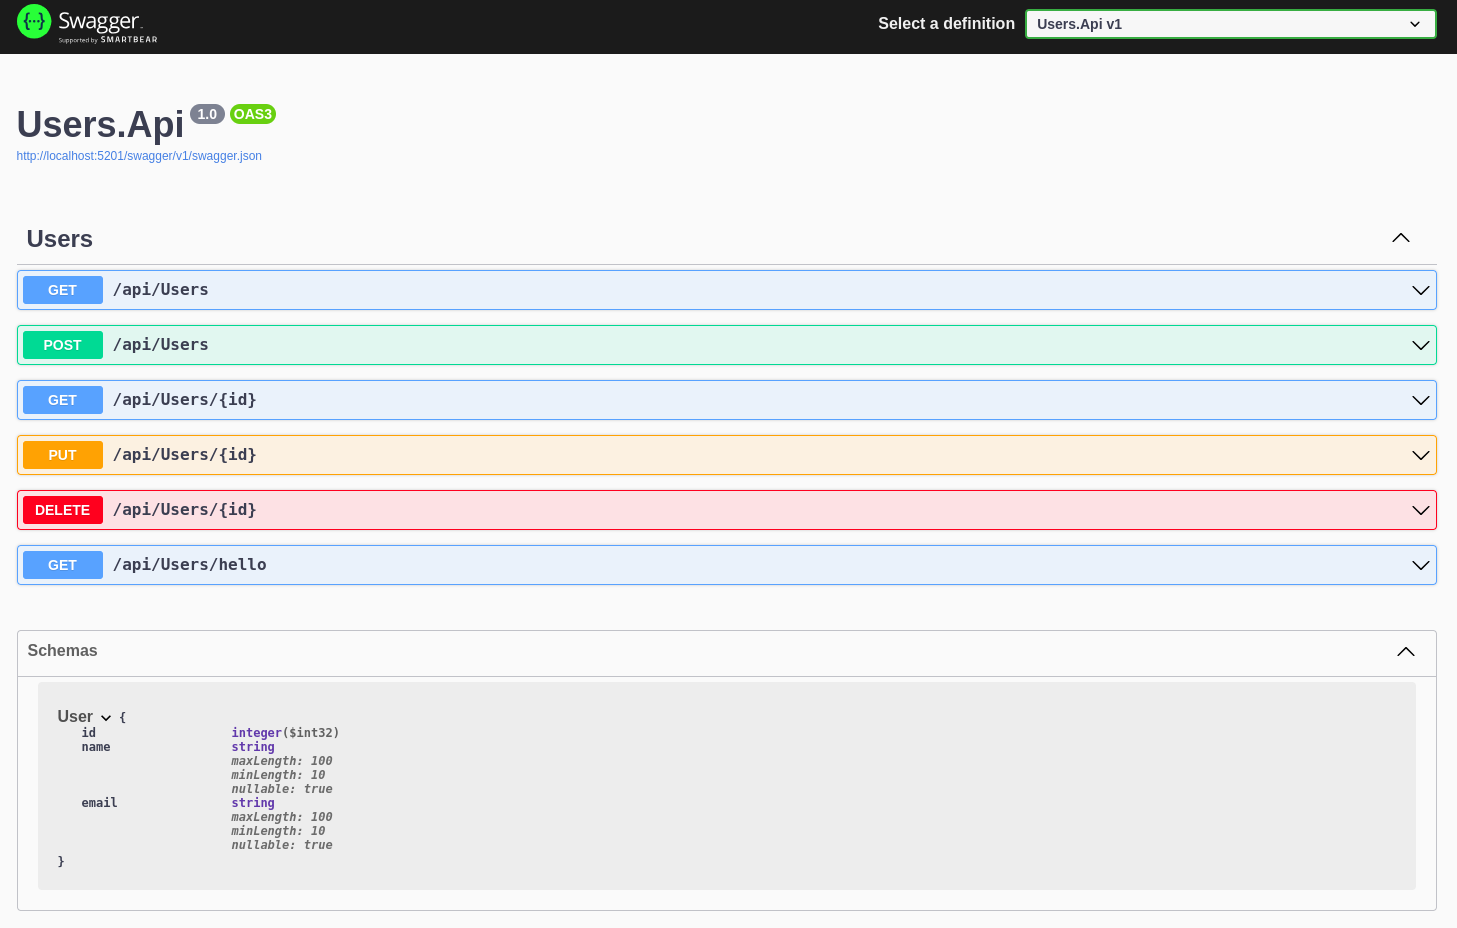 Swagger
Supported by SMARTBEAR
Select a definition
Users.Api v1
Users.Api 1.0 OAS3
http://localhost:5201/swagger/v1/swagger.json
Users
GET /api/Users
POST /api/Users
GET /api/Users/{id}
PUT /api/Users/{id}
DELETE /api/Users/{id}
GET /api/Users/hello
Schemas
User {
id integer($int32)
name string
maxLength: 100
minLength: 10
nullable: true
email string
maxLength: 100
minLength: 10
nullable: true
}